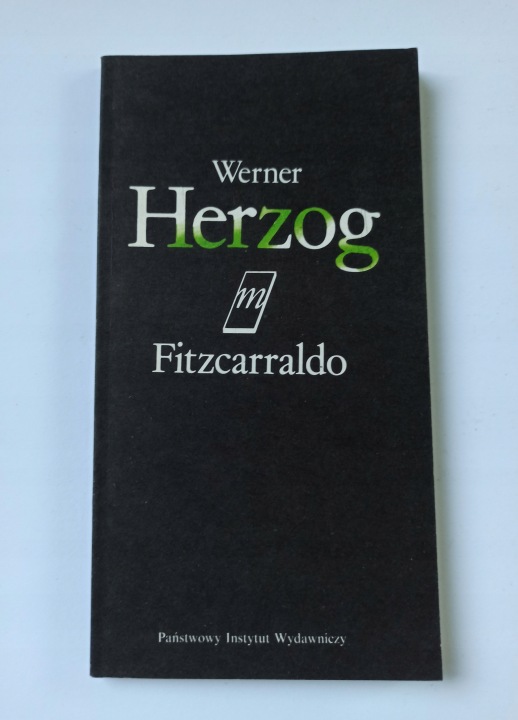 Werner
Herzog
m
Fitzcarraldo
Państwowy Instytut Wydawniczy